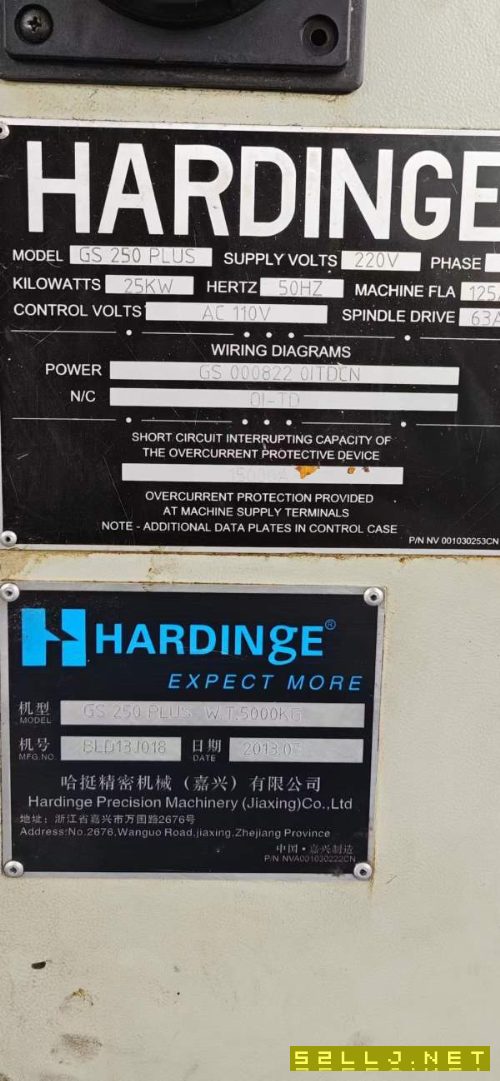 HARDINGE
MODEL GS 250 PLUS SUPPLY VOLTS 220V PHASE
KILOWATTS 25KW HERTZ 50HZ MACHINE FLA 125
CONTROL VOLTS AC 110V SPINDLE DRIVE 63A
WIRING DIAGRAMS
POWER GS 000822 0ITDCN
N/C 0I-TD
SHORT CIRCUIT INTERRUPTING CAPACITY OF
THE OVERCURRENT PROTECTIVE DEVICE
OVERCURRENT PROTECTION PROVIDED
AT MACHINE SUPPLY TERMINALS
NOTE - ADDITIONAL DATA PLATES IN CONTROL CASE
P/N NV 001030253CN
HARDINGE®
EXPECT MORE
机型 GS 250 PLUS W.T.5000KG
MODEL
机号 BLD13J018 日期 2013.07
MFG.NO. DATE
哈挺精密机械（嘉兴）有限公司
Hardinge Precision Machinery (Jiaxing)Co.,Ltd
地址：浙江省嘉兴市万国路2676号
Address:No.2676,Wanguo Road,jiaxing,Zhejiang Province
中国·嘉兴制造
P/N NVA001030222CN
52LLJ.NET